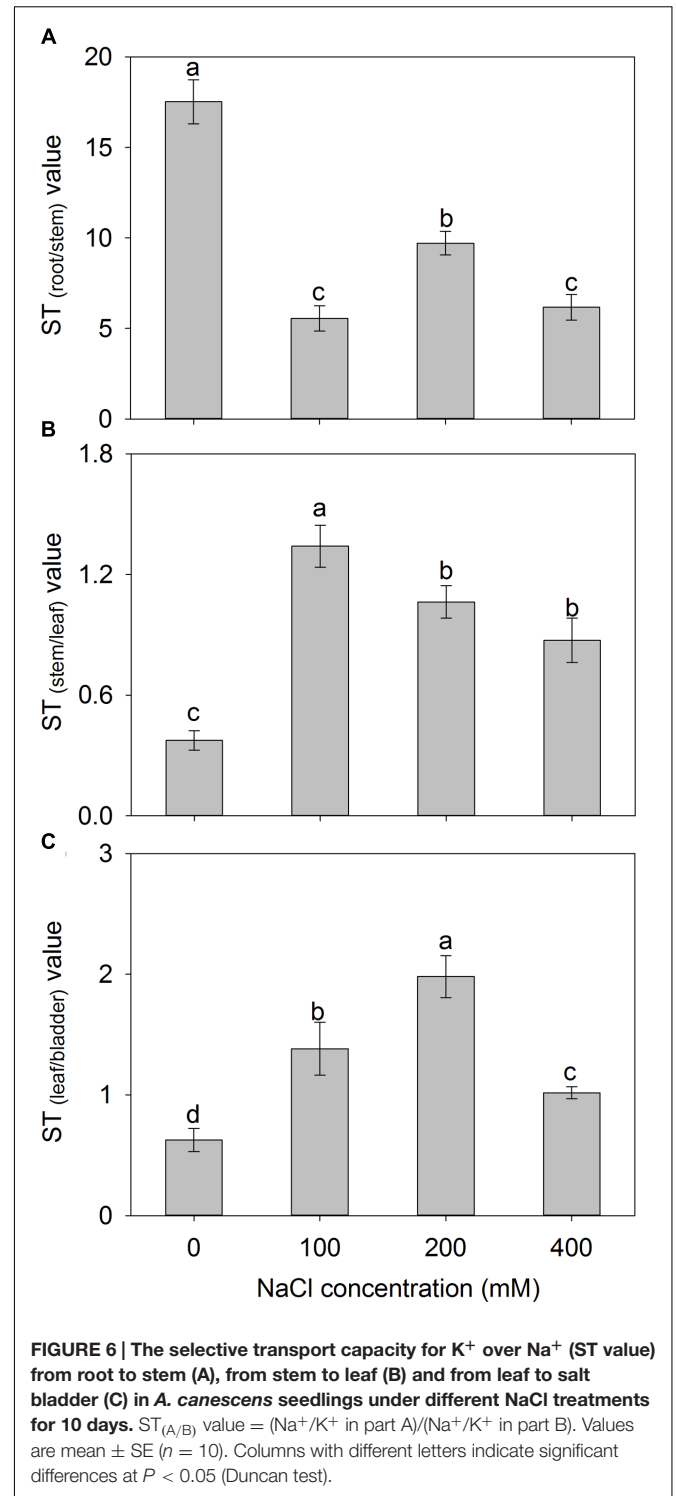 A
20
a
15
b
10
c
c
5
0
ST (root/stem) value
B
1.8
a
1.2
b
b
0.6
c
0.0
ST (stem/leaf) value
C
3
a
2
b
c
1
d
0
ST (leaf/bladder) value
0 100 200 400
NaCl concentration (mM)
FIGURE 6 | The selective transport capacity for K⁺ over Na⁺ (ST value)
from root to stem (A), from stem to leaf (B) and from leaf to salt
bladder (C) in A. canescens seedlings under different NaCl treatments
for 10 days. ST(A/B) value = (Na⁺/K⁺ in part A)/(Na⁺/K⁺ in part B). Values
are mean ± SE (n = 10). Columns with different letters indicate significant
differences at P < 0.05 (Duncan test).